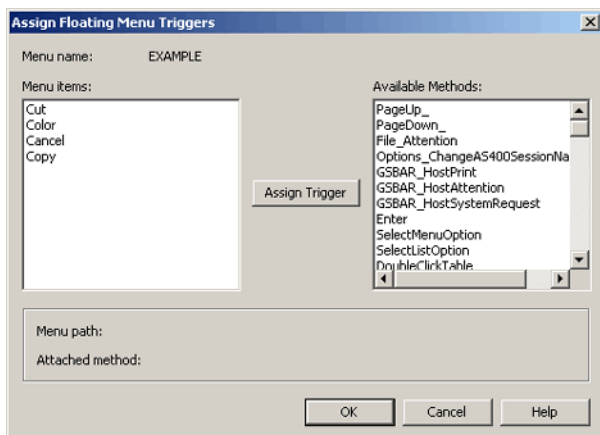 Assign Floating Menu Triggers
Menu name: EXAMPLE
Menu items:
Cut
Color
Cancel
Copy
Assign Trigger
Available Methods:
PageUp_
PageDown_
File_Attention
Options_ChangeAS400SessionNa
GSBAR_HostPrint
GSBAR_HostAttention
GSBAR_HostSystemRequest
Enter
SelectMenuOption
SelectListOption
DoubleClickTable
Menu path:
Attached method:
OK
Cancel
Help